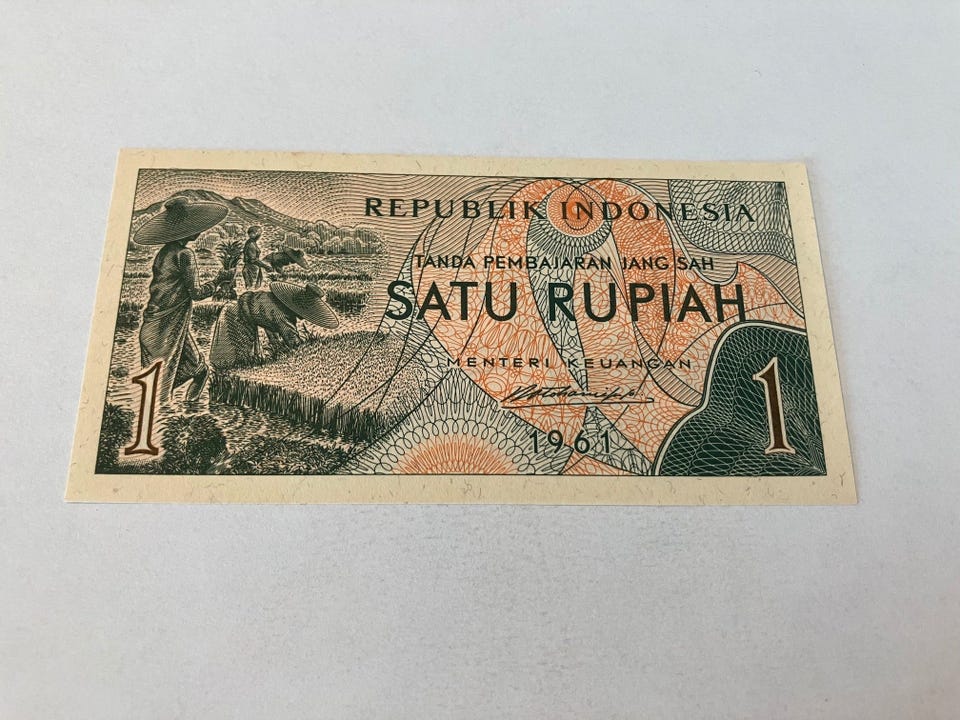 REPUBLIK INDONESIA
TANDA PEMBAJARAN JANG SAH
SATU RUPIAH
MENTERI KEUANGAN
1961
1
1